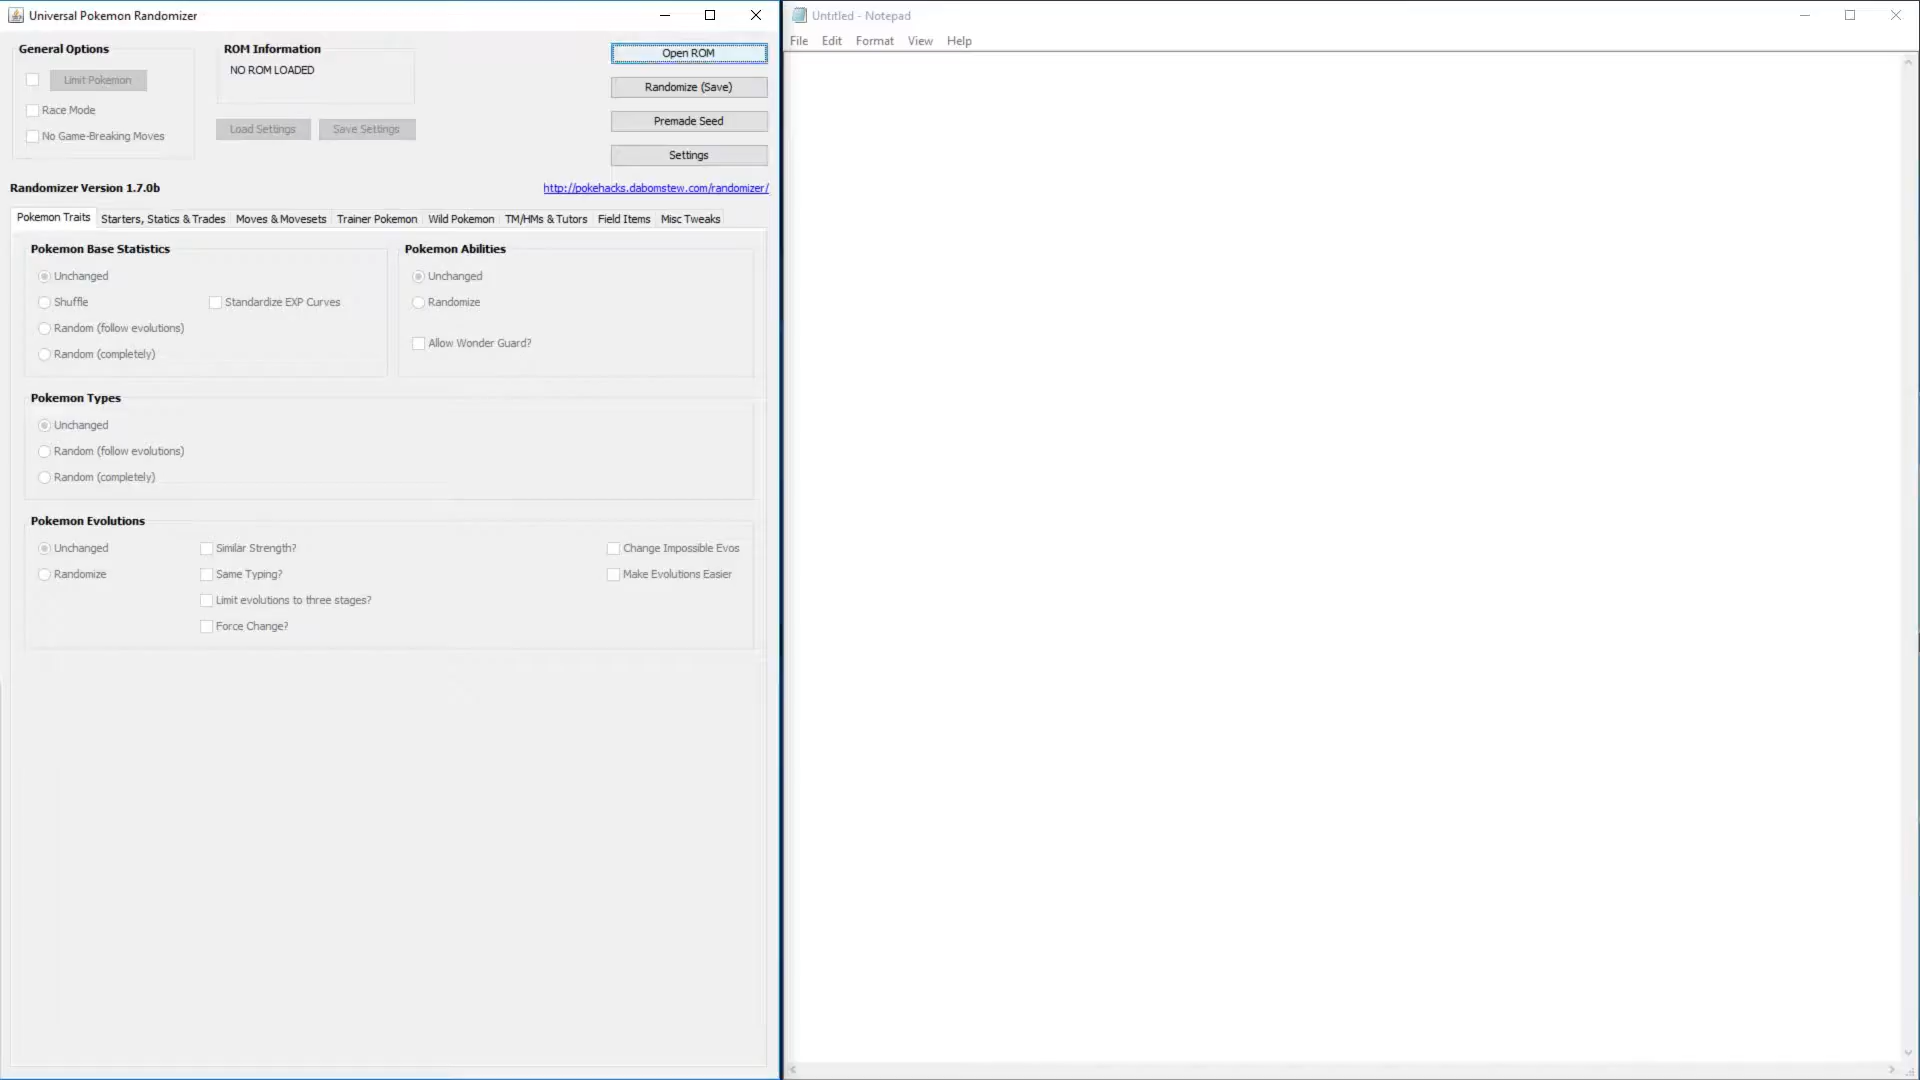 Universal Pokemon Randomizer
Untitled - Notepad
File Edit Format View Help
General Options
ROM Information
Open ROM
NO ROM LOADED
Limit Pokemon
Randomize (Save)
Race Mode
Premade Seed
Load Settings Save Settings
No Game-Breaking Moves
Settings
Randomizer Version 1.7.0b
http://pokehacks.dabomstew.com/randomizer/
Pokemon Traits Starters, Statics & Trades Moves & Movesets Trainer Pokemon Wild Pokemon TM/HMs & Tutors Field Items Misc Tweaks
Pokemon Base Statistics
Unchanged
Shuffle
Standardize EXP Curves
Random (follow evolutions)
Random (completely)
Pokemon Abilities
Unchanged
Randomize
Allow Wonder Guard?
Pokemon Types
Unchanged
Random (follow evolutions)
Random (completely)
Pokemon Evolutions
Unchanged Similar Strength? Change Impossible Evos
Randomize Same Typing? Make Evolutions Easier
Limit evolutions to three stages?
Force Change?